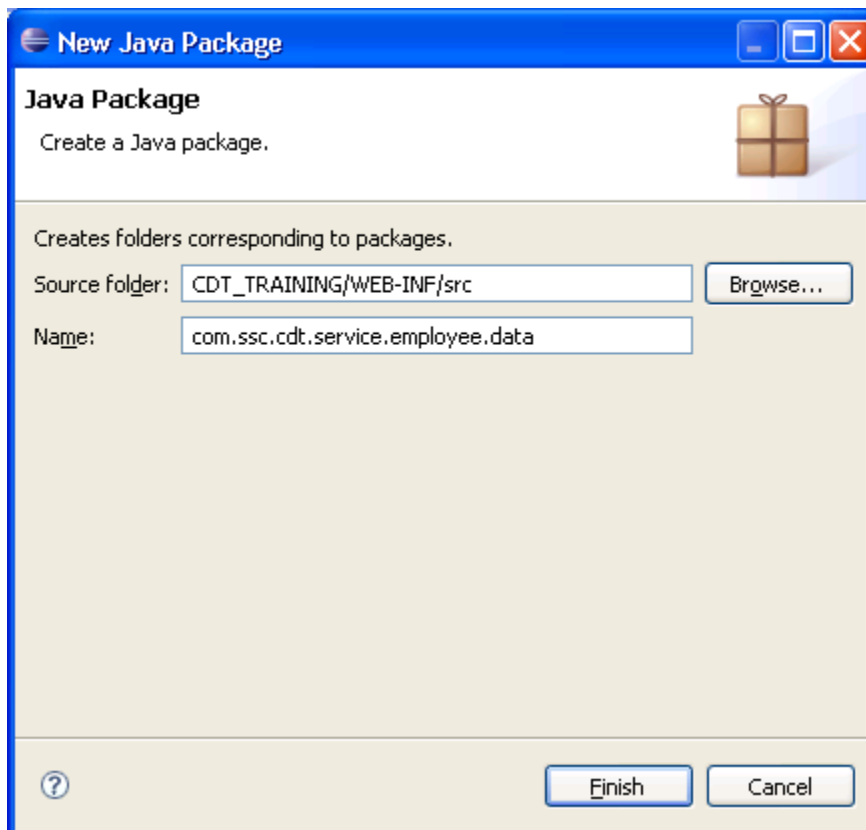 New Java Package
Java Package
Create a Java package.
Creates folders corresponding to packages.
Source folder: CDT_TRAINING/WEB-INF/src Browse...
Name: com.ssc.cdt.service.employee.data
? Finish Cancel